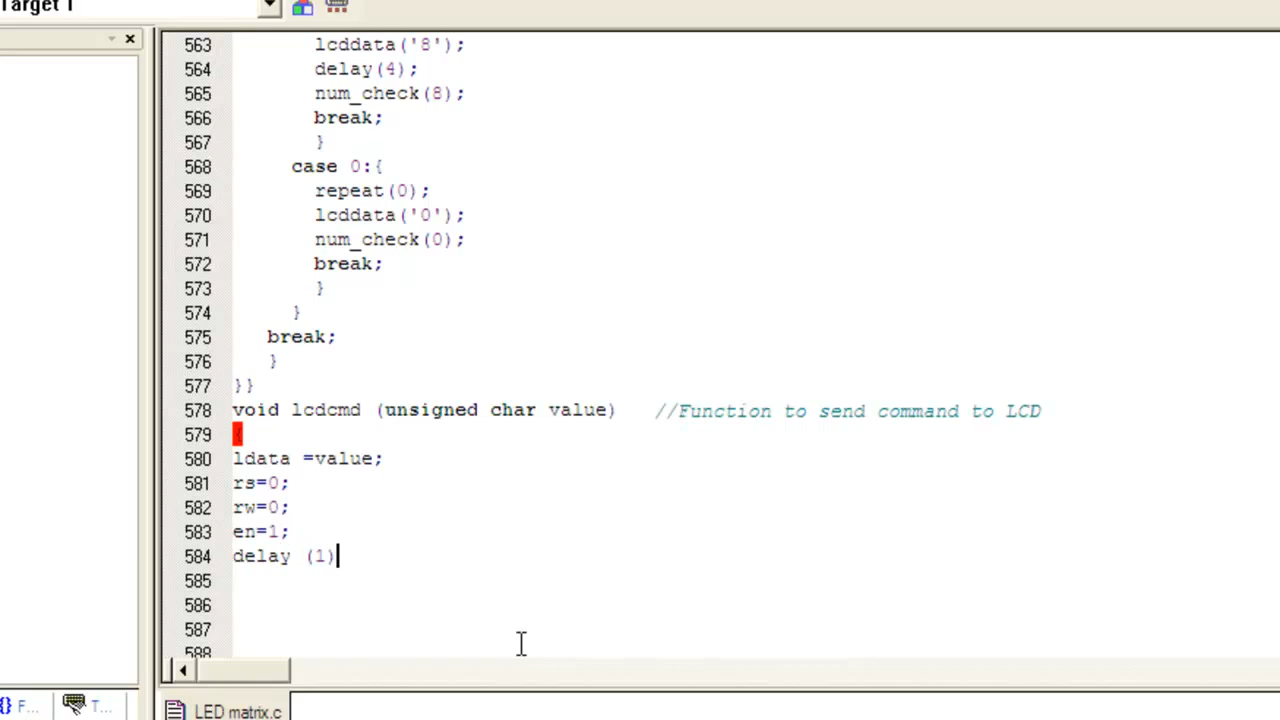 Target 1
563 lcddata('8');
564 delay(4);
565 num_check(8);
566 break;
567 }
568 case 0:{
569 repeat(0);
570 lcddata('0');
571 num_check(0);
572 break;
573 }
574 }
575 break;
576 }
577 }}
578 void lcdcmd (unsigned char value) //Function to send command to LCD
579 {
580 ldata =value;
581 rs=0;
582 rw=0;
583 en=1;
584 delay (1)
585
586
587
588
{} F... T... LED matrix.c